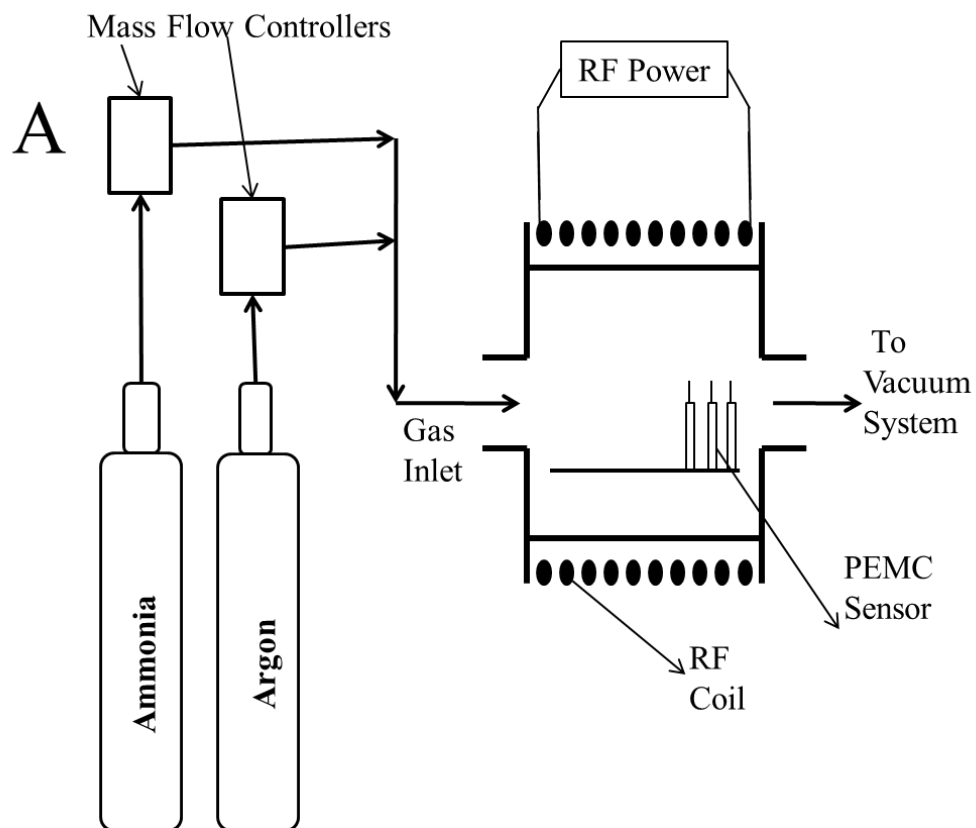 Mass Flow Controllers
A
RF Power
To
Vacuum
System
Gas
Inlet
PEMC
Sensor
RF
Coil
Ammonia
Argon